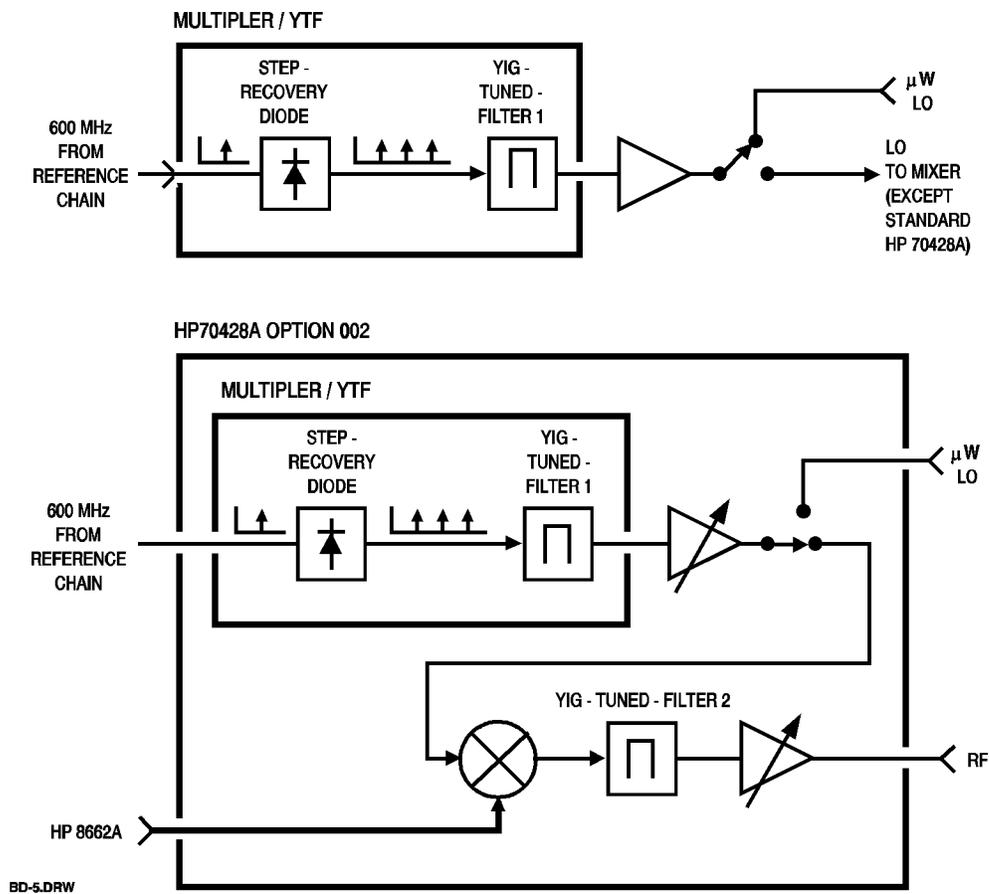 MULTIPLER / YTF
STEP -
RECOVERY
DIODE
YIG -
TUNED -
FILTER 1
600 MHz
FROM
REFERENCE
CHAIN
µW
LO
LO
TO MIXER
(EXCEPT
STANDARD
HP 70428A)
HP70428A OPTION 002
MULTIPLER / YTF
STEP -
RECOVERY
DIODE
YIG -
TUNED -
FILTER 1
600 MHz
FROM
REFERENCE
CHAIN
µW
LO
YIG - TUNED - FILTER 2
RF
HP 8662A
BD-5.DRW